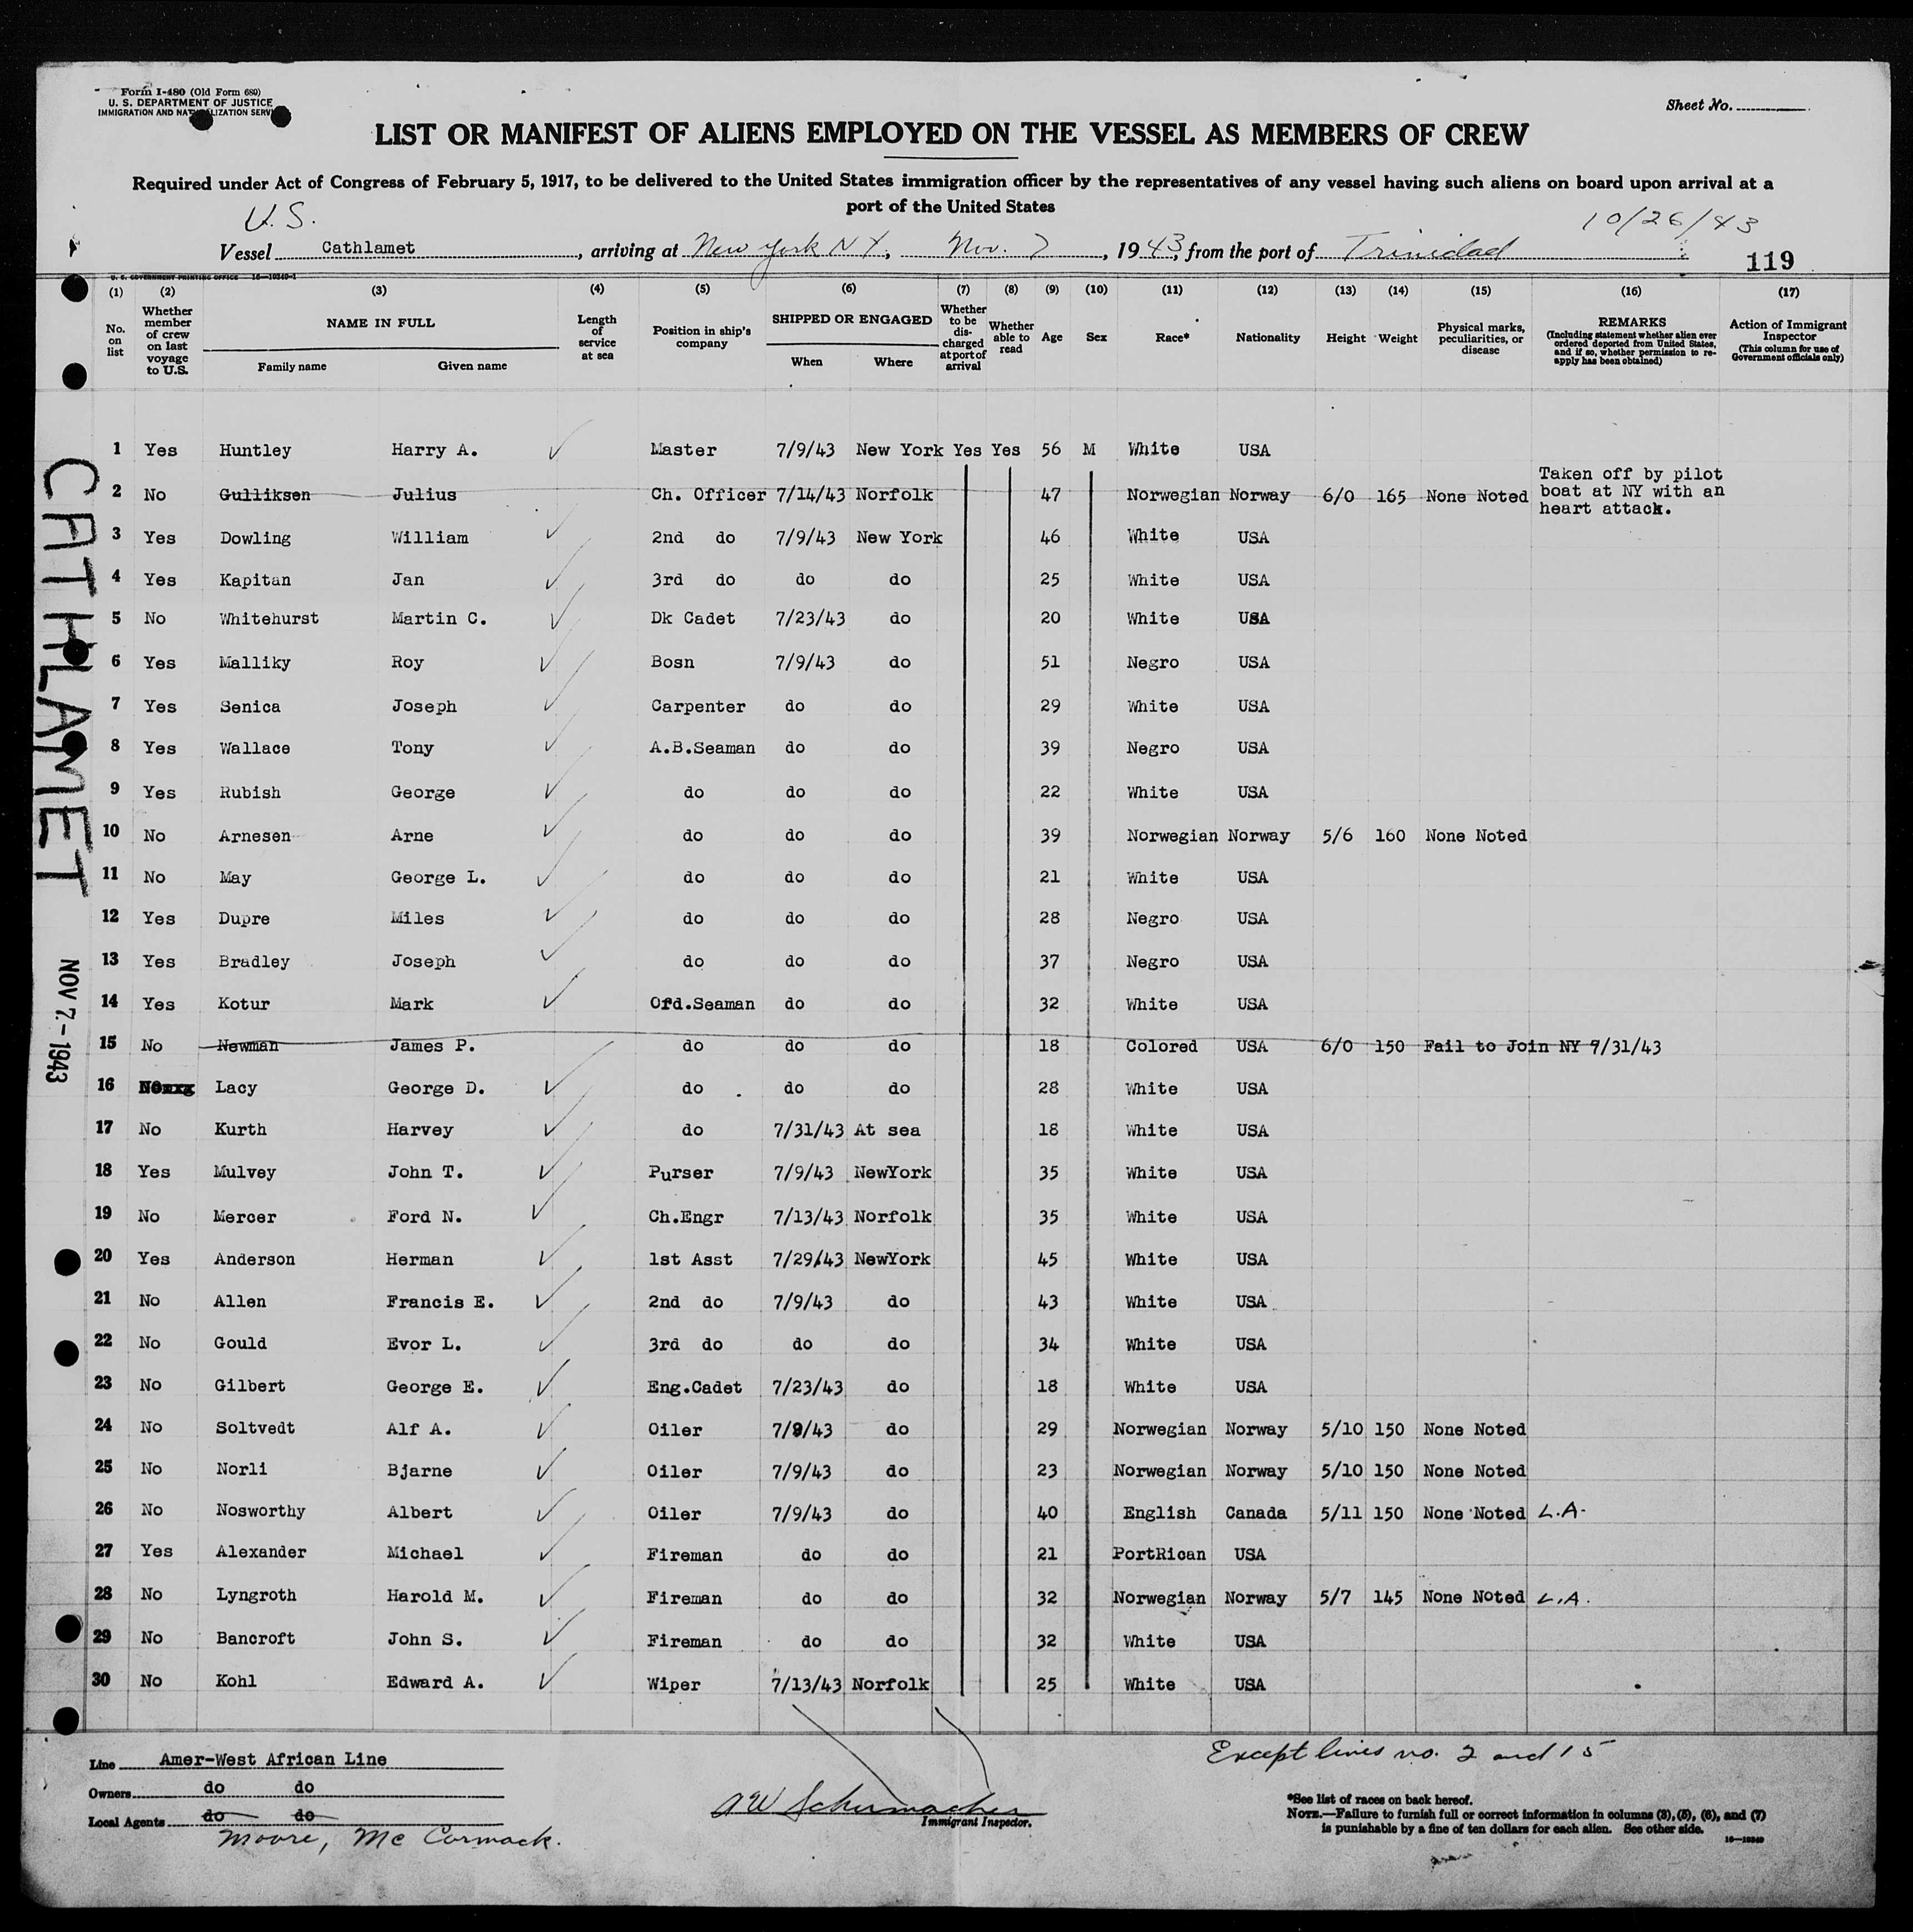 Form I-480 (Old Form 689)
U. S. DEPARTMENT OF JUSTICE
IMMIGRATION AND NATURALIZATION SERVICE
Sheet No.
LIST OR MANIFEST OF ALIENS EMPLOYED ON THE VESSEL AS MEMBERS OF CREW
Required under Act of Congress of February 5, 1917, to be delivered to the United States immigration officer by the representatives of any vessel having such aliens on board upon arrival at a
port of the United States
U.S.
10/26/43
Vessel Cathlamet, arriving at New York N Y, Nov. 7, 1943, from the port of Trinidad
119
U. S. GOVERNMENT PRINTING OFFICE 16—10349-1
(1) (2) (3) (4) (5) (6) (7) (8) (9) (10) (11) (12) (13) (14) (15) (16) (17)
No. on list
Whether member of crew on last voyage to U.S.
NAME IN FULL
Family name Given name
Length of service at sea
Position in ship's company
SHIPPED OR ENGAGED
When Where
Whether to be discharged at port of arrival
Whether able to read
Age
Sex
Race*
Nationality
Height
Weight
Physical marks, peculiarities, or disease
REMARKS
(Including statement whether alien ever ordered deported from United States, and if so, whether permission to re-apply has been obtained)
Action of Immigrant Inspector
(This column for use of Government officials only)
1 Yes Huntley Harry A. Master 7/9/43 New York Yes Yes 56 M White USA
2 No Gulliksen Julius Ch. Officer 7/14/43 Norfolk 47 Norwegian Norway 6/0 165 None Noted Taken off by pilot boat at NY with an heart attack.
3 Yes Dowling William 2nd do 7/9/43 New York 46 White USA
4 Yes Kapitan Jan 3rd do do do 25 White USA
5 No Whitehurst Martin C. Dk Cadet 7/23/43 do 20 White USA
6 Yes Malliky Roy Bosn 7/9/43 do 51 Negro USA
7 Yes Senica Joseph Carpenter do do 29 White USA
8 Yes Wallace Tony A.B.Seaman do do 39 Negro USA
9 Yes Rubish George do do do 22 White USA
10 No Arnesen Arne do do do 39 Norwegian Norway 5/6 160 None Noted
11 No May George L. do do do 21 White USA
12 Yes Dupre Miles do do do 28 Negro USA
13 Yes Bradley Joseph do do do 37 Negro USA
14 Yes Kotur Mark Ord.Seaman do do 32 White USA
15 No Newman James P. do do do 18 Colored USA 6/0 150 Fail to Join NY 7/31/43
16 Lacy George D. do do do 28 White USA
17 No Kurth Harvey do 7/31/43 At sea 18 White USA
18 Yes Mulvey John T. Purser 7/9/43 NewYork 35 White USA
19 No Mercer Ford N. Ch.Engr 7/13/43 Norfolk 35 White USA
20 Yes Anderson Herman 1st Asst 7/29/43 NewYork 45 White USA
21 No Allen Francis E. 2nd do 7/9/43 do 43 White USA
22 No Gould Evor L. 3rd do do do 34 White USA
23 No Gilbert George E. Eng.Cadet 7/23/43 do 18 White USA
24 No Soltvedt Alf A. Oiler 7/9/43 do 29 Norwegian Norway 5/10 150 None Noted
25 No Norli Bjarne Oiler 7/9/43 do 23 Norwegian Norway 5/10 150 None Noted
26 No Nosworthy Albert Oiler 7/9/43 do 40 English Canada 5/11 150 None Noted L.A.
27 Yes Alexander Michael Fireman do do 21 PortRican USA
28 No Lyngroth Harold M. Fireman do do 32 Norwegian Norway 5/7 145 None Noted L.A.
29 No Bancroft John S. Fireman do do 32 White USA
30 No Kohl Edward A. Wiper 7/13/43 Norfolk 25 White USA
CATHLAMET
NOV 7 - 1943
Line Amer-West African Line
Owners do do
Local Agents do do
Moore, Mc Cormack.
A W Schumacher
Immigrant Inspector.
Except lines no. 2 and 15
*See list of races on back hereof.
NOTE.—Failure to furnish full or correct information in columns (3), (5), (6), and (7)
is punishable by a fine of ten dollars for each alien. See other side.
16—10349